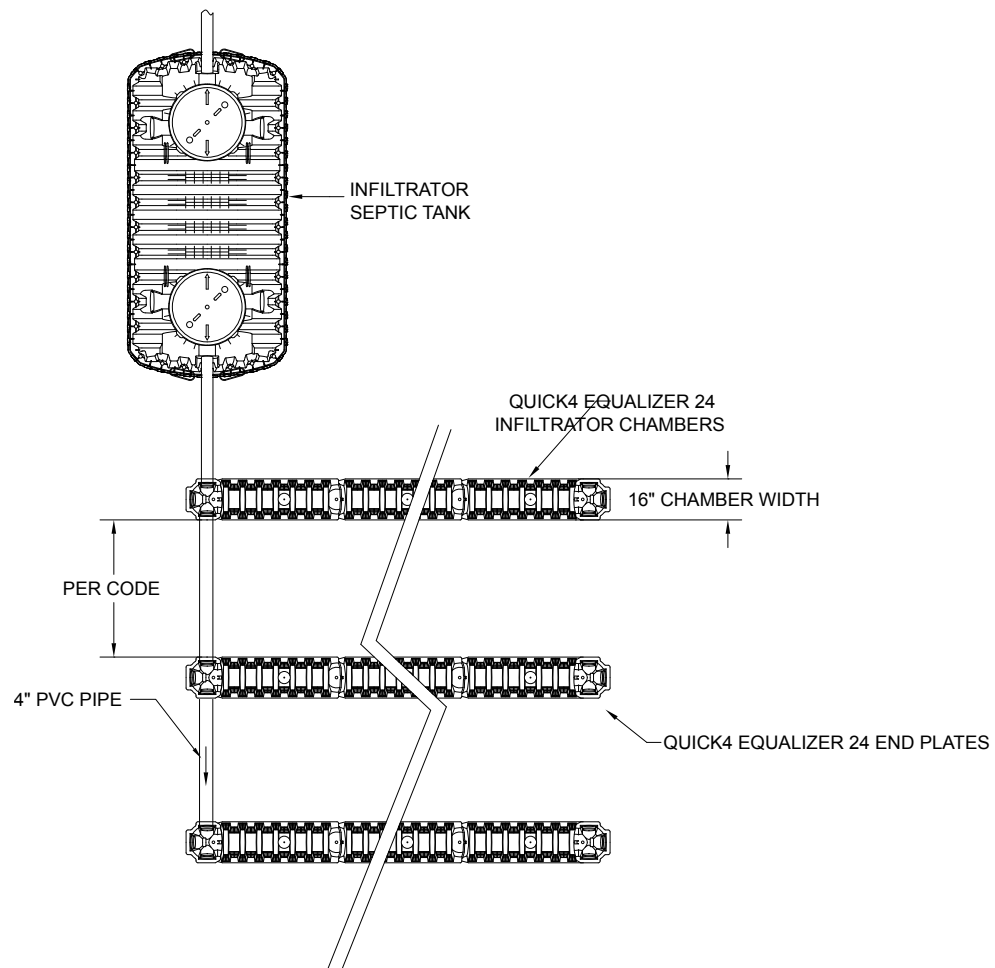 INFILTRATOR
SEPTIC TANK
QUICK4 EQUALIZER 24
INFILTRATOR CHAMBERS
16" CHAMBER WIDTH
PER CODE
4" PVC PIPE
QUICK4 EQUALIZER 24 END PLATES